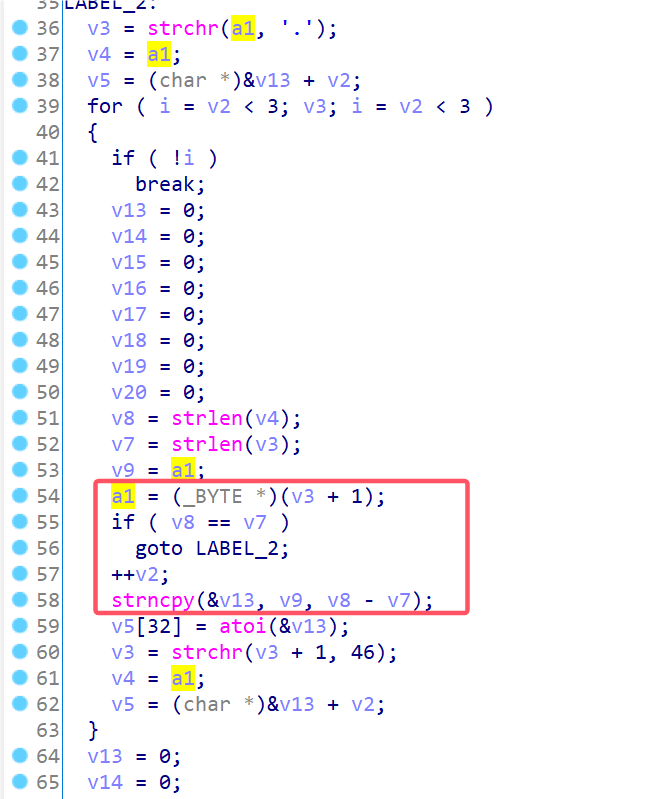 35 LABEL_2:
36 v3 = strchr(a1, '.');
37 v4 = a1;
38 v5 = (char *)&v13 + v2;
39 for ( i = v2 < 3; v3; i = v2 < 3 )
40 {
41 if ( !i )
42 break;
43 v13 = 0;
44 v14 = 0;
45 v15 = 0;
46 v16 = 0;
47 v17 = 0;
48 v18 = 0;
49 v19 = 0;
50 v20 = 0;
51 v8 = strlen(v4);
52 v7 = strlen(v3);
53 v9 = a1;
54 a1 = (_BYTE *)(v3 + 1);
55 if ( v8 == v7 )
56 goto LABEL_2;
57 ++v2;
58 strncpy(&v13, v9, v8 - v7);
59 v5[32] = atoi(&v13);
60 v3 = strchr(v3 + 1, 46);
61 v4 = a1;
62 v5 = (char *)&v13 + v2;
63 }
64 v13 = 0;
65 v14 = 0;